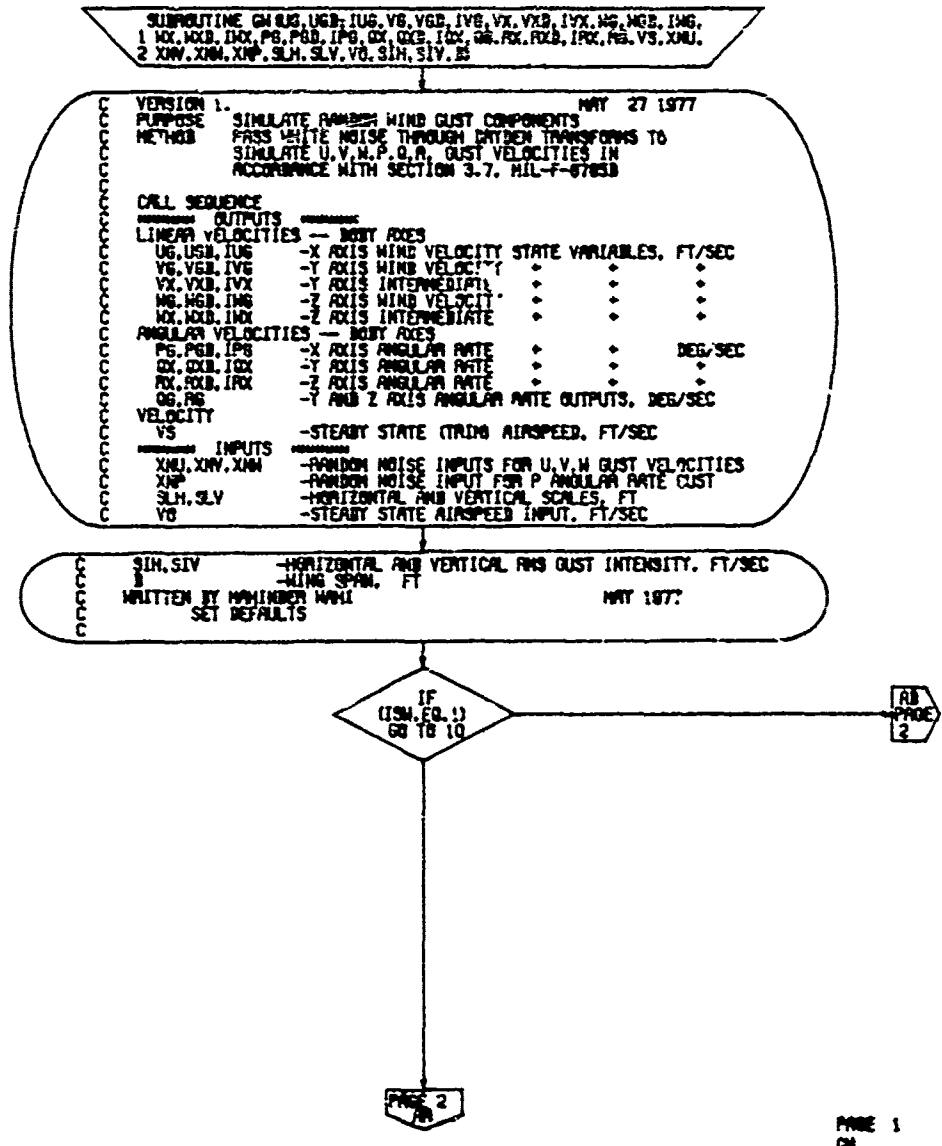 SUBROUTINE GW(UG,UGD,IUG,VG,VGD,IVG,VX,VXD,IVX,WG,WGD,IWG,
1 WX,WXD,IWX,PG,PGD,IPG,QX,QXD,IQX,QG,RX,RXD,IRX,RG,VS,XNU,
2 XNV,XNW,XNP,SLH,SLV,VO,SIH,SIV,B)
C VERSION 1. MAY 27 1977
C PURPOSE SIMULATE RANDOM WIND GUST COMPONENTS
C METHOD PASS WHITE NOISE THROUGH DRYDEN TRANSFORMS TO
C SIMULATE U,V,W,P,Q,R, GUST VELOCITIES IN
C ACCORDANCE WITH SECTION 3.7, MIL-F-8785B
C
C CALL SEQUENCE
C ******* OUTPUTS *******
C LINEAR VELOCITIES -- BODY AXES
C UG,UGD,IUG -X AXIS WIND VELOCITY STATE VARIABLES, FT/SEC
C VG,VGD,IVG -Y AXIS WIND VELOCITY * * *
C VX,VXD,IVX -Y AXIS INTERMEDIATE * * *
C WG,WGD,IWG -Z AXIS WIND VELOCITY * * *
C WX,WXD,IWX -Z AXIS INTERMEDIATE * * *
C ANGULAR VELOCITIES -- BODY AXES
C PG,PGD,IPG -X AXIS ANGULAR RATE * * DEG/SEC
C QX,QXD,IQX -Y AXIS ANGULAR RATE * * *
C RX,RXD,IRX -Z AXIS ANGULAR RATE * * *
C QG,RG -Y AND Z AXIS ANGULAR RATE OUTPUTS, DEG/SEC
C VELOCITY
C VS -STEADY STATE (TRIM) AIRSPEED, FT/SEC
C ******* INPUTS *******
C XNU,XNV,XNW -RANDOM NOISE INPUTS FOR U,V,W GUST VELOCITIES
C XNP -RANDOM NOISE INPUT FOR P ANGULAR RATE GUST
C SLH,SLV -HORIZONTAL AND VERTICAL SCALES, FT
C VO -STEADY STATE AIRSPEED INPUT, FT/SEC
C SIH,SIV -HORIZONTAL AND VERTICAL RMS GUST INTENSITY, FT/SEC
C B -WING SPAN, FT
C WRITTEN BY MAHINDER WAHI MAY 1977
C SET DEFAULTS
C
IF
(ISW.EQ.1)
GO TO 10
AB
PAGE
2
PAGE 2
AA
PAGE 1
GW